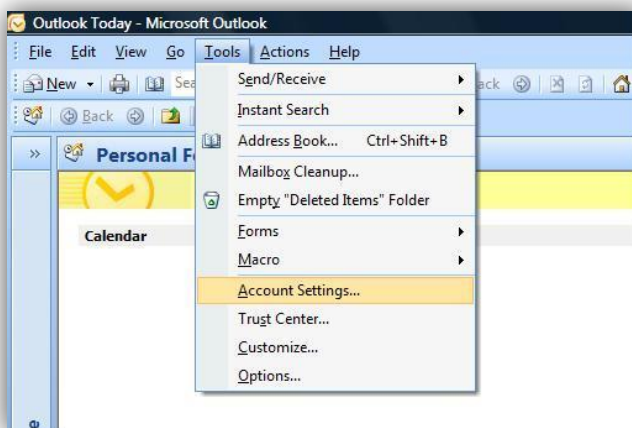 Outlook Today - Microsoft Outlook
File Edit View Go Tools Actions Help
New
Send/Receive
Instant Search
Back
Address Book... Ctrl+Shift+B
Personal
Mailbox Cleanup...
Empty "Deleted Items" Folder
Calendar
Forms
Macro
Account Settings...
Trust Center...
Customize...
Options...